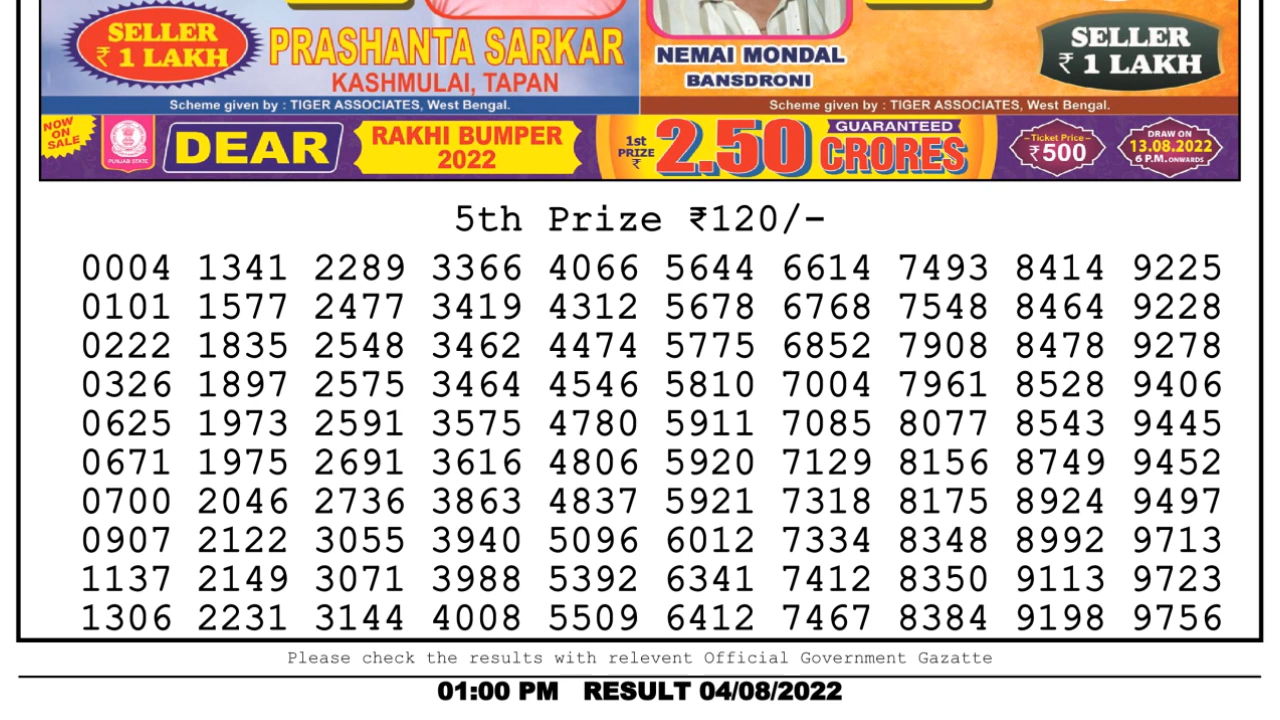 SELLER
₹ 1 LAKH
PRASHANTA SARKAR
KASHMULAI, TAPAN
Scheme given by : TIGER ASSOCIATES, West Bengal.
NEMAI MONDAL
BANSDRONI
SELLER
₹ 1 LAKH
Scheme given by : TIGER ASSOCIATES, West Bengal.
NOW
ON
SALE
PUNJAB STATE
DEAR
RAKHI BUMPER
2022
1st
PRIZE
₹
2.50
GUARANTEED
CRORES
Ticket Price
₹500
DRAW ON
13.08.2022
6 P.M. ONWARDS
5th Prize ₹120/-
0004 1341 2289 3366 4066 5644 6614 7493 8414 9225
0101 1577 2477 3419 4312 5678 6768 7548 8464 9228
0222 1835 2548 3462 4474 5775 6852 7908 8478 9278
0326 1897 2575 3464 4546 5810 7004 7961 8528 9406
0625 1973 2591 3575 4780 5911 7085 8077 8543 9445
0671 1975 2691 3616 4806 5920 7129 8156 8749 9452
0700 2046 2736 3863 4837 5921 7318 8175 8924 9497
0907 2122 3055 3940 5096 6012 7334 8348 8992 9713
1137 2149 3071 3988 5392 6341 7412 8350 9113 9723
1306 2231 3144 4008 5509 6412 7467 8384 9198 9756
Please check the results with relevent Official Government Gazatte
01:00 PM RESULT 04/08/2022